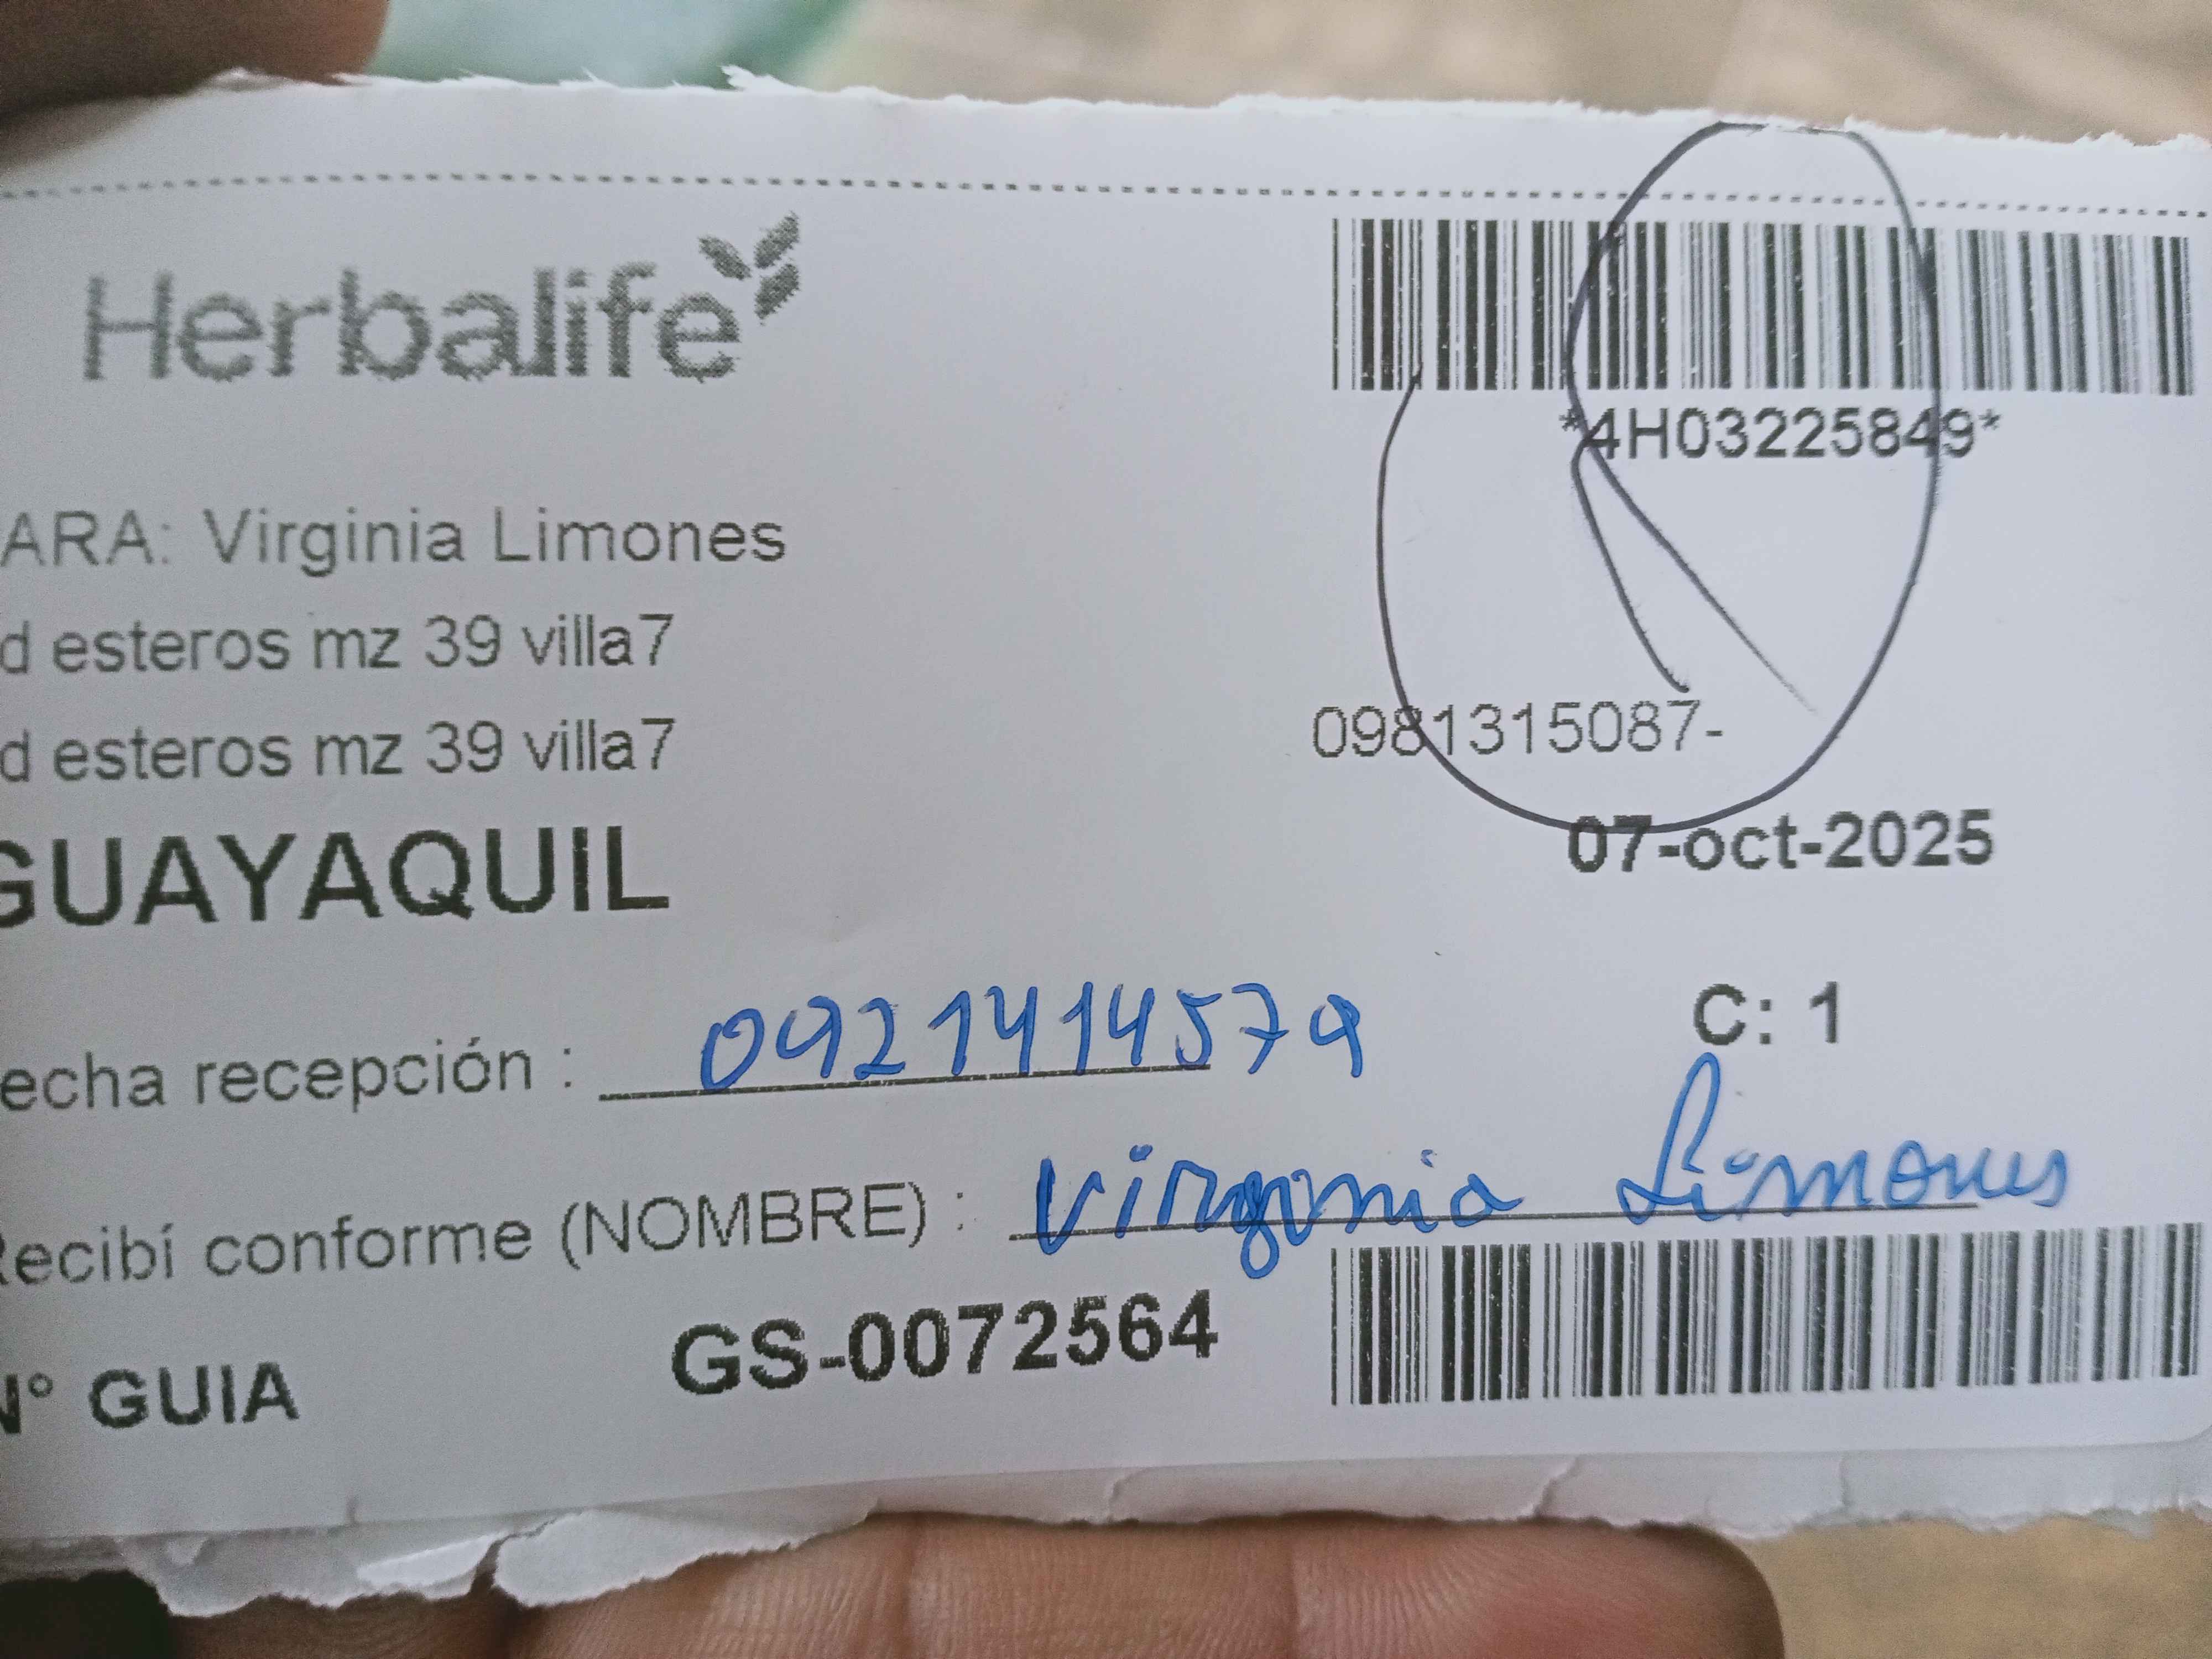 Herbalife
*4H03225849*
ARA: Virginia Limones
d esteros mz 39 villa7
0981315087-
d esteros mz 39 villa7
GUAYAQUIL
07-oct-2025
C: 1
echa recepción : 0921414579
Recibí conforme (NOMBRE) : Virginia Limones
N° GUIA GS-0072564